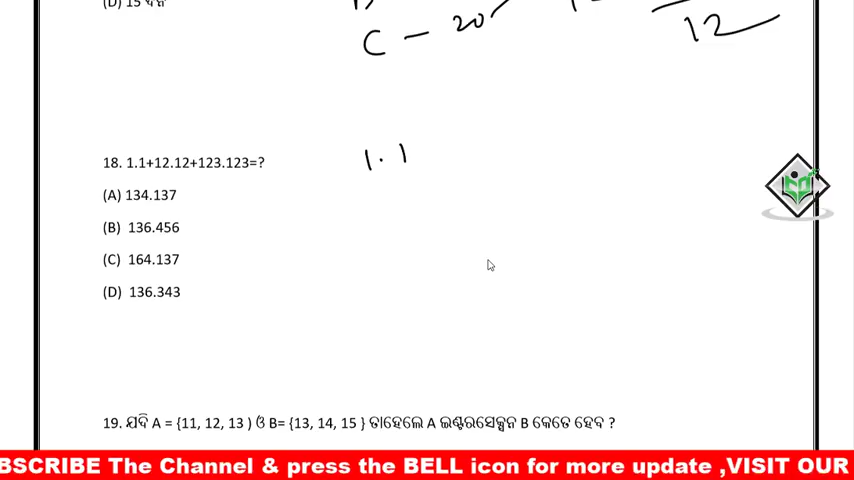 (D) 15 ଦିନ
C - 20
12
18. 1.1+12.12+123.123=?
1.1
(A) 134.137
(B) 136.456
(C) 164.137
(D) 136.343
19. ଯଦି A = {11, 12, 13 ) ଓ B= {13, 14, 15 } ତାହେଲେ A ଇଣ୍ଟରସେକ୍ସନ B କେତେ ହେବ ?
BSCRIBE The Channel & press the BELL icon for more update ,VISIT OUR